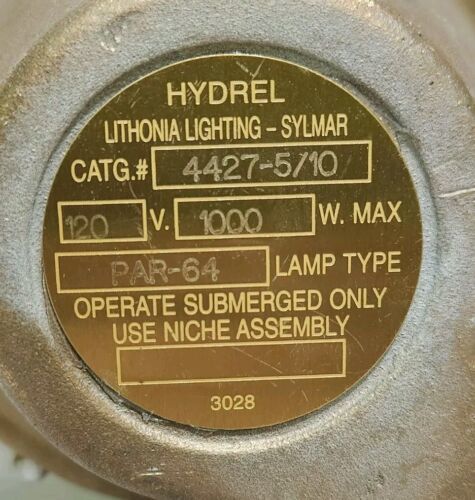 HYDREL
LITHONIA LIGHTING - SYLMAR
CATG.# 4427-5/10
120 V. 1000 W. MAX
PAR-64 LAMP TYPE
OPERATE SUBMERGED ONLY
USE NICHE ASSEMBLY
3028